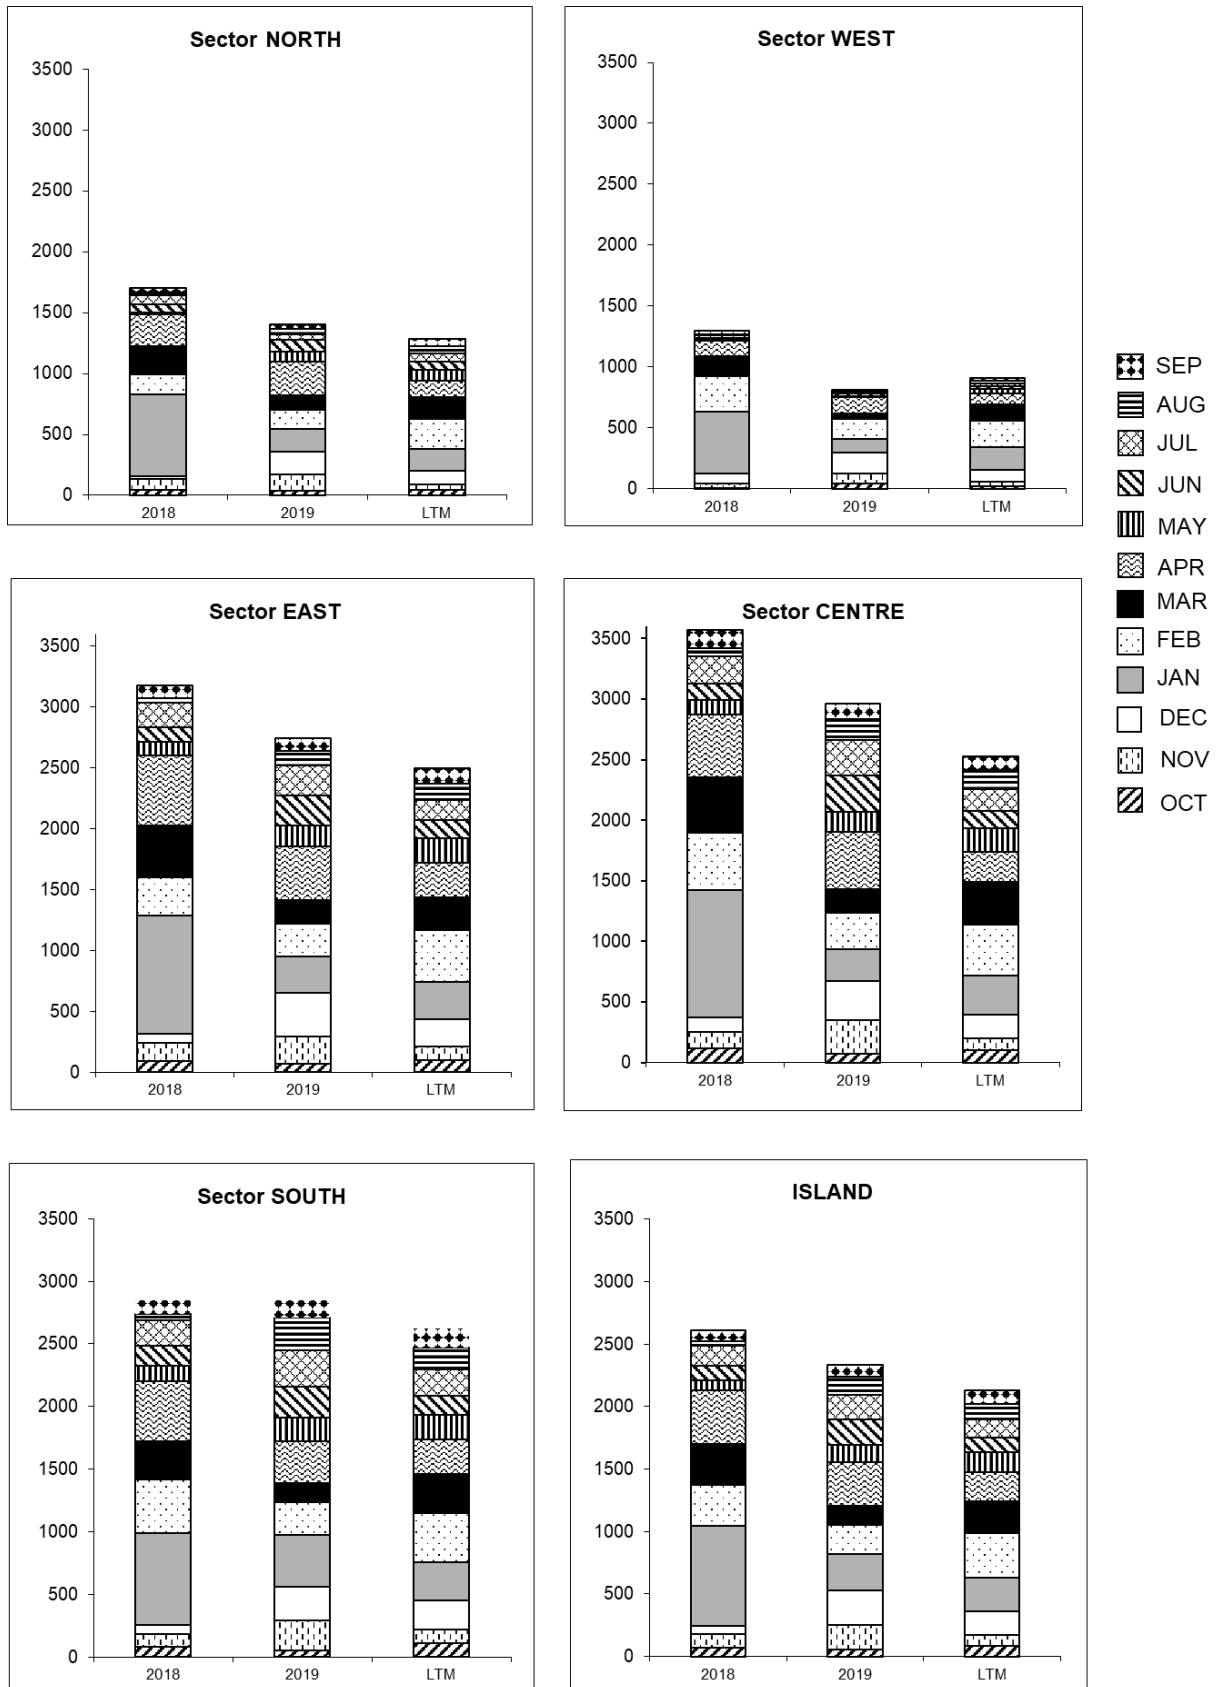 Sector NORTH
3500
3000
2500
2000
1500
1000
500
0
2018 2019 LTM
Sector WEST
3500
3000
2500
2000
1500
1000
500
0
2018 2019 LTM
SEP
AUG
JUL
JUN
MAY
APR
MAR
FEB
JAN
DEC
NOV
OCT
Sector EAST
3500
3000
2500
2000
1500
1000
500
0
2018 2019 LTM
Sector CENTRE
3500
3000
2500
2000
1500
1000
500
0
2018 2019 LTM
Sector SOUTH
3500
3000
2500
2000
1500
1000
500
0
2018 2019 LTM
ISLAND
3500
3000
2500
2000
1500
1000
500
0
2018 2019 LTM